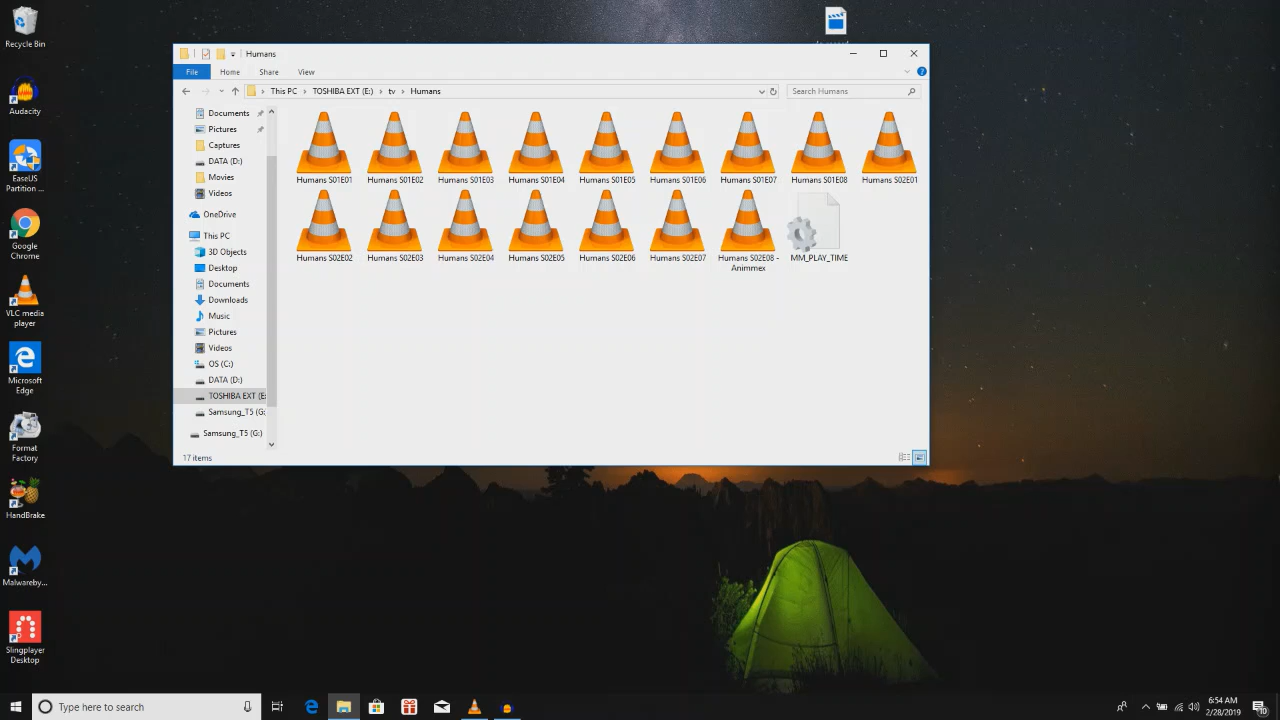 Recycle Bin
Audacity
EaseUS
Partition ...
Google
Chrome
VLC media
player
Microsoft
Edge
Format
Factory
HandBrake
Malwareby...
Slingplayer
Desktop
Humans
File Home Share View
This PC > TOSHIBA EXT (E:) > tv > Humans
Search Humans
Documents
Pictures
Captures
DATA (D:)
Movies
Videos
OneDrive
This PC
3D Objects
Desktop
Documents
Downloads
Music
Pictures
Videos
OS (C:)
DATA (D:)
TOSHIBA EXT (E:
Samsung_T5 (G:
Samsung_T5 (G:)
Humans S01E01 Humans S01E02 Humans S01E03 Humans S01E04 Humans S01E05 Humans S01E06 Humans S01E07 Humans S01E08 Humans S02E01
Humans S02E02 Humans S02E03 Humans S02E04 Humans S02E05 Humans S02E06 Humans S02E07 Humans S02E08 - MM_PLAY_TIME
Animmex
17 items
Type here to search
6:54 AM
2/28/2019
10